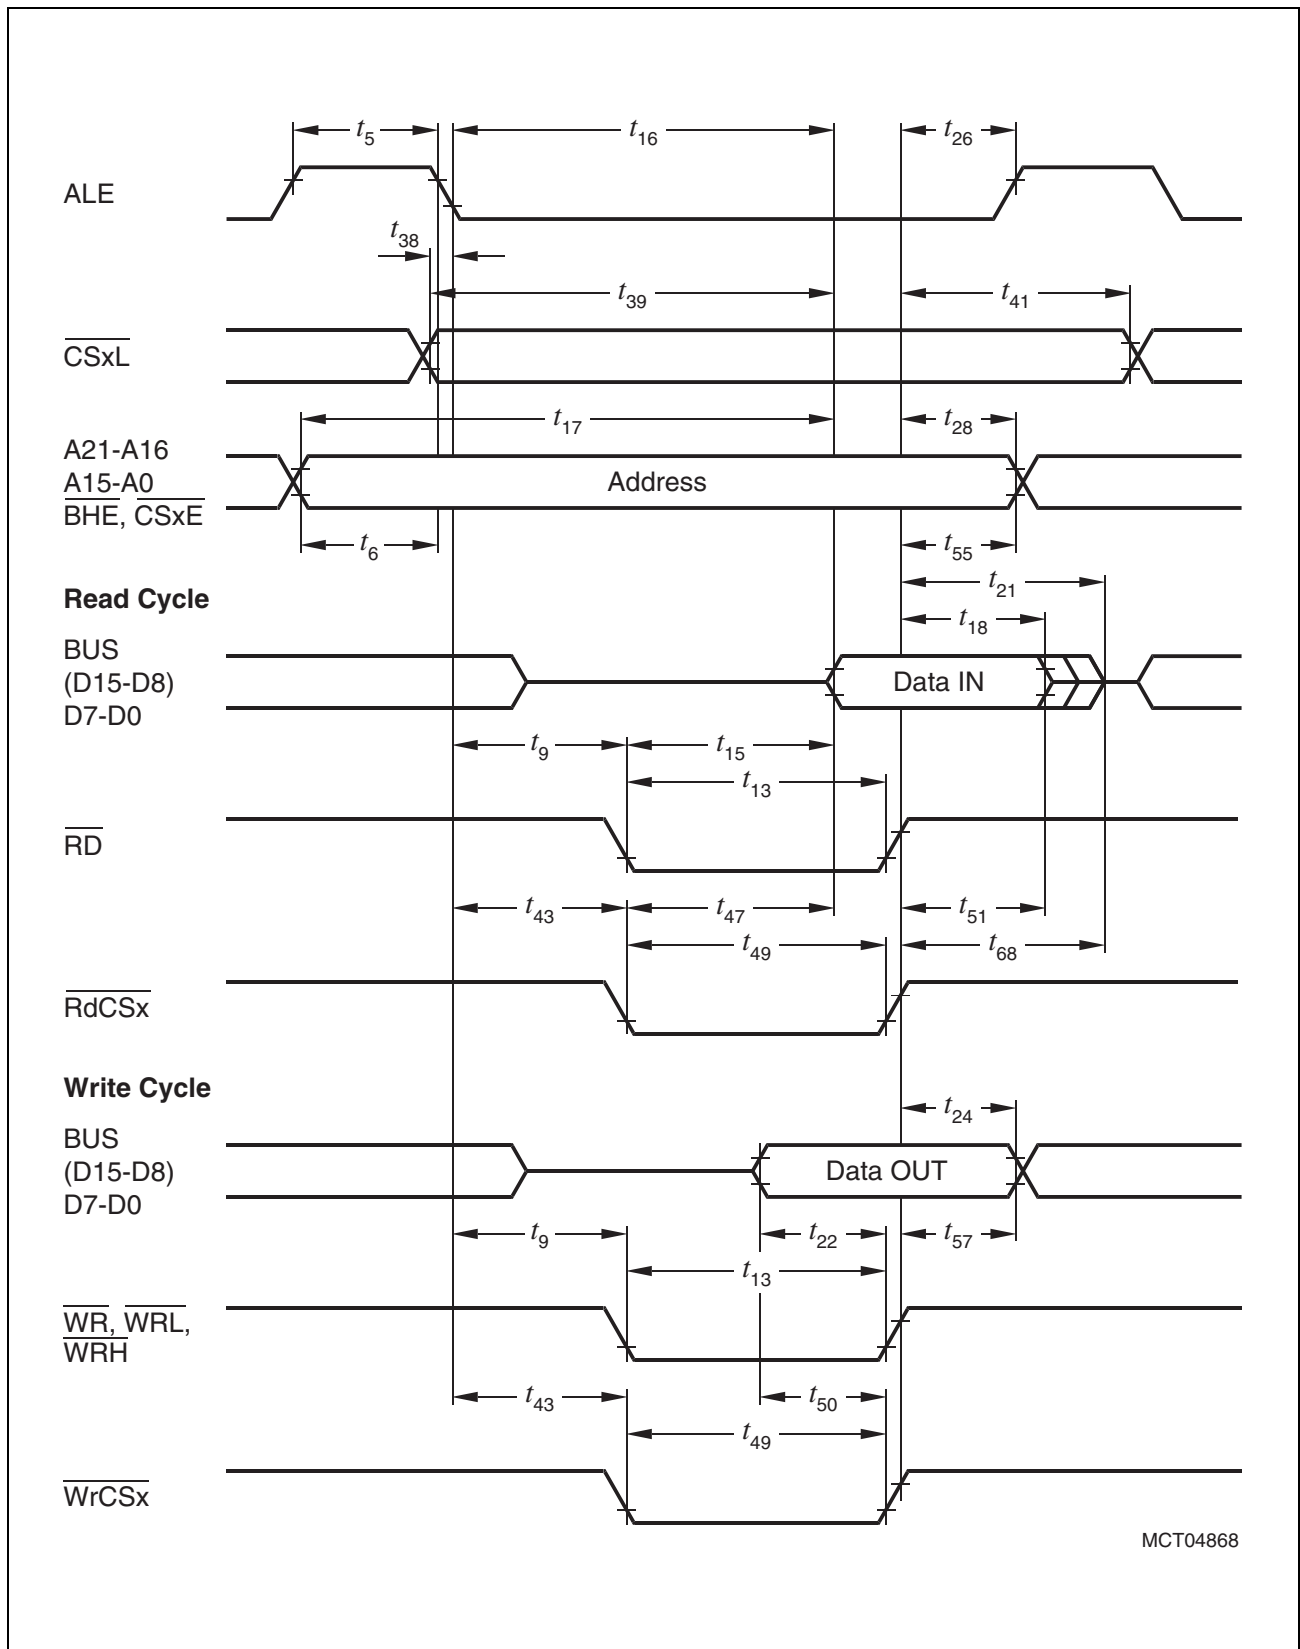 t5
t16
t26
ALE
t38
t39
t41
CSxL
t17
t28
A21-A16
A15-A0
Address
BHE, CSxE
t6
t55
t21
Read Cycle
t18
BUS
(D15-D8)
Data IN
D7-D0
t9
t15
t13
RD
t43
t47
t51
t49
t68
RdCSx
Write Cycle
t24
BUS
(D15-D8)
Data OUT
D7-D0
t9
t22
t57
t13
WR, WRL,
WRH
t43
t50
t49
WrCSx
MCT04868